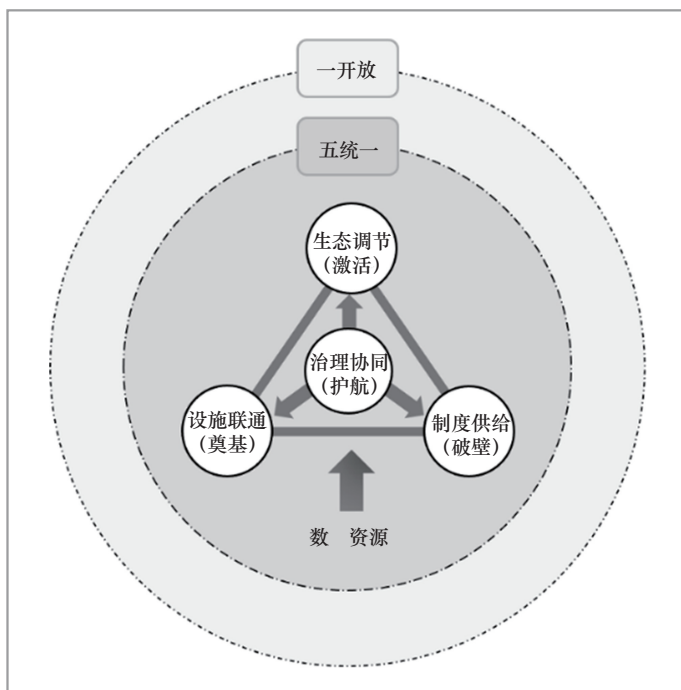 一开放
五统一
生态调节
（激活）
治理协同
（护航）
设施联通
（奠基）
制度供给
（破壁）
数 资源